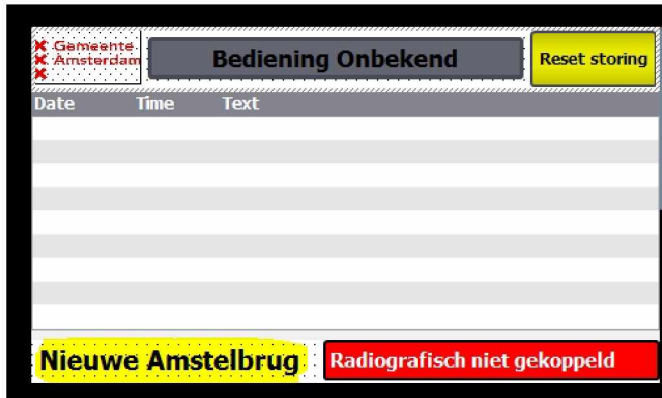 Gemeente
Amsterdam
Bediening Onbekend
Reset storing
Date Time Text
Nieuwe Amstelbrug
Radiografisch niet gekoppeld